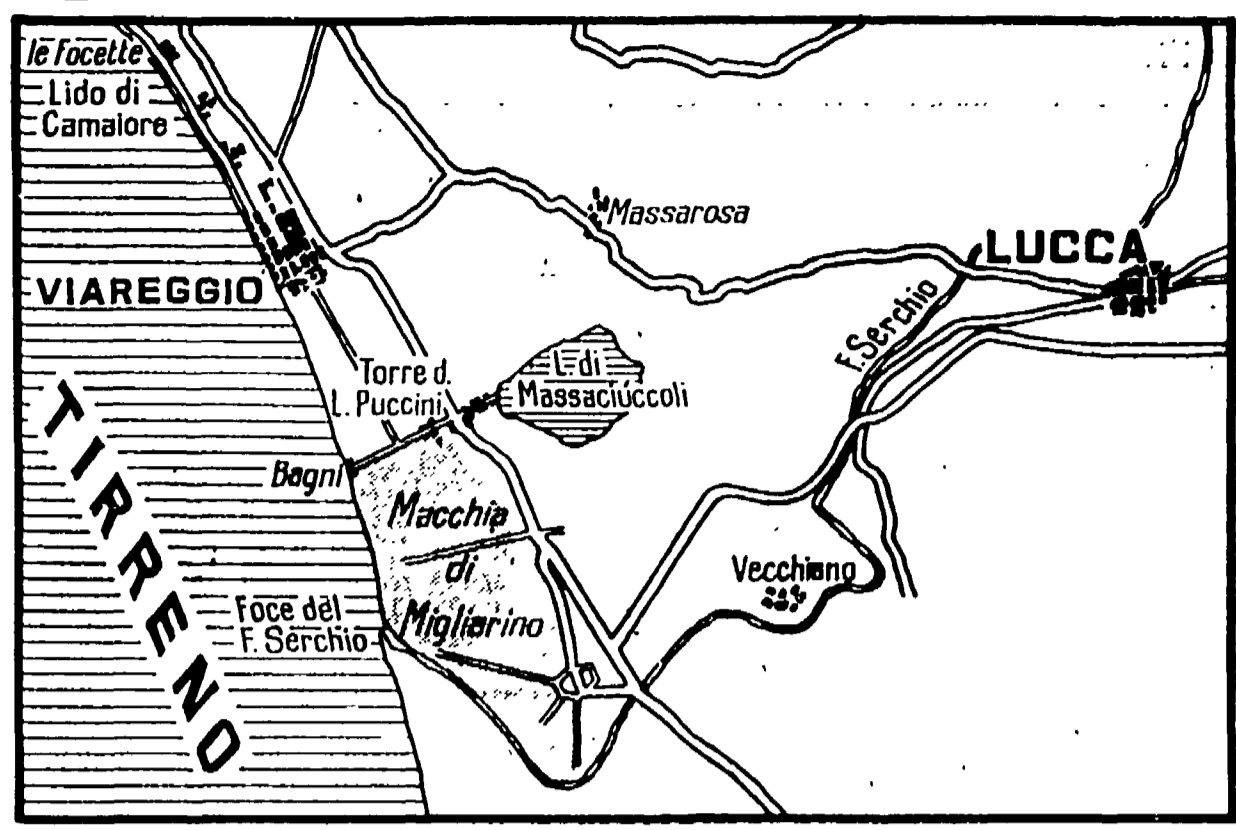 le Focette
Lido di
Camaiore
Massarosa
LUCCA
VIAREGGIO
F. Serchio
Torre d.
L. Puccini
L. di
Massaciúccoli
TIRRENO
Bagni
Macchia
di
Migliarino
Vecchiano
Foce del
F. Serchio